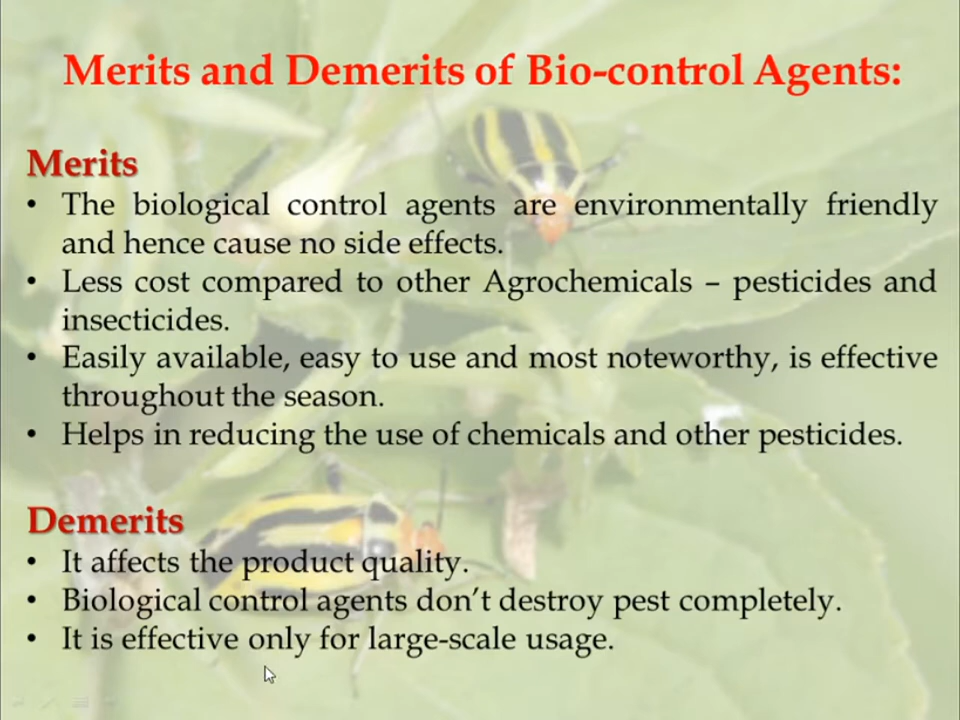 Merits and Demerits of Bio-control Agents:
Merits
• The biological control agents are environmentally friendly
and hence cause no side effects.
• Less cost compared to other Agrochemicals – pesticides and
insecticides.
• Easily available, easy to use and most noteworthy, is effective
throughout the season.
• Helps in reducing the use of chemicals and other pesticides.
Demerits
• It affects the product quality.
• Biological control agents don’t destroy pest completely.
• It is effective only for large-scale usage.